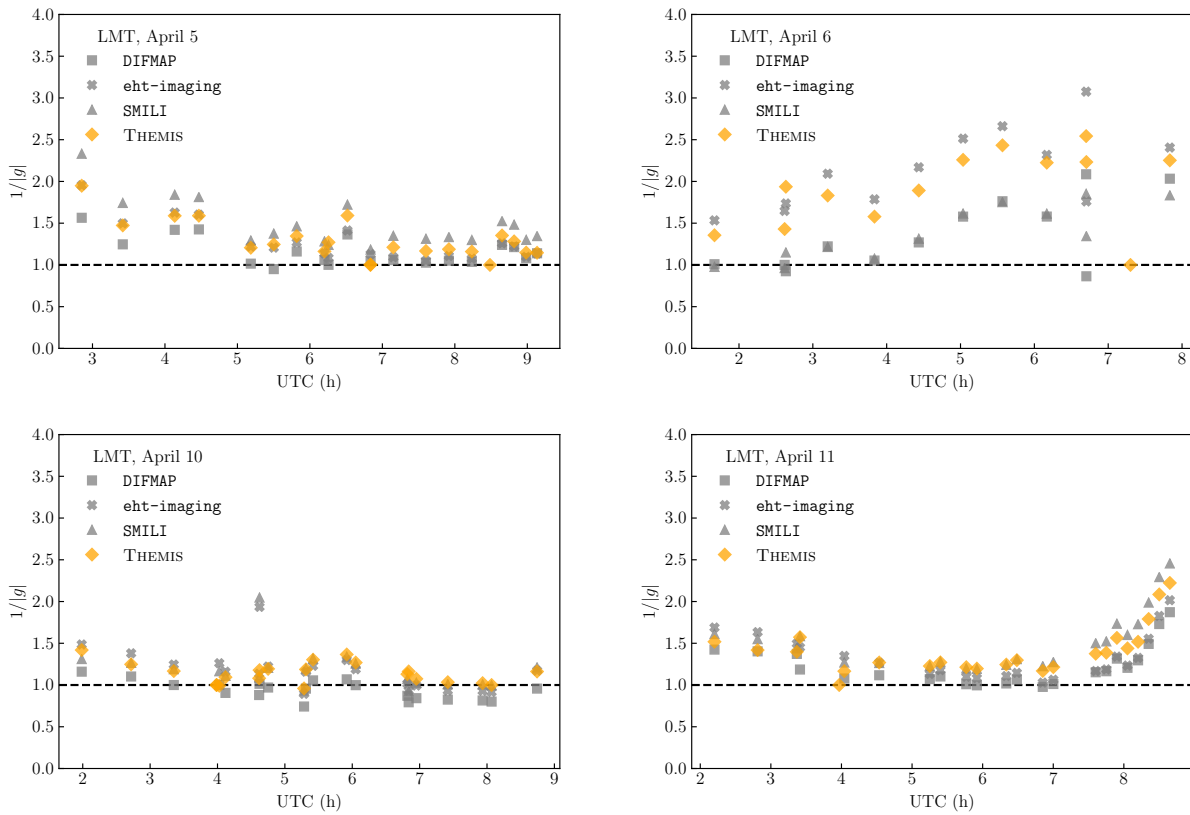 LMT, April 5
DIFMAP
eht-imaging
SMILI
THEMIS
4.0
3.5
3.0
2.5
2.0
1.5
1.0
0.5
0.0
1/|g|
3 4 5 6 7 8 9
UTC (h)
LMT, April 6
DIFMAP
eht-imaging
SMILI
THEMIS
4.0
3.5
3.0
2.5
2.0
1.5
1.0
0.5
0.0
1/|g|
2 3 4 5 6 7 8
UTC (h)
LMT, April 10
DIFMAP
eht-imaging
SMILI
THEMIS
4.0
3.5
3.0
2.5
2.0
1.5
1.0
0.5
0.0
1/|g|
2 3 4 5 6 7 8 9
UTC (h)
LMT, April 11
DIFMAP
eht-imaging
SMILI
THEMIS
4.0
3.5
3.0
2.5
2.0
1.5
1.0
0.5
0.0
1/|g|
2 3 4 5 6 7 8
UTC (h)